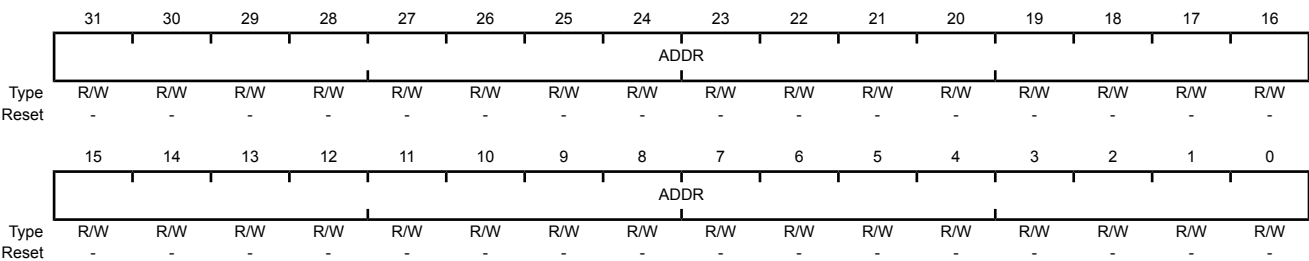 31 30 29 28 27 26 25 24 23 22 21 20 19 18 17 16
ADDR
Type R/W R/W R/W R/W R/W R/W R/W R/W R/W R/W R/W R/W R/W R/W R/W R/W
Reset - - - - - - - - - - - - - - - -
15 14 13 12 11 10 9 8 7 6 5 4 3 2 1 0
ADDR
Type R/W R/W R/W R/W R/W R/W R/W R/W R/W R/W R/W R/W R/W R/W R/W R/W
Reset - - - - - - - - - - - - - - - -